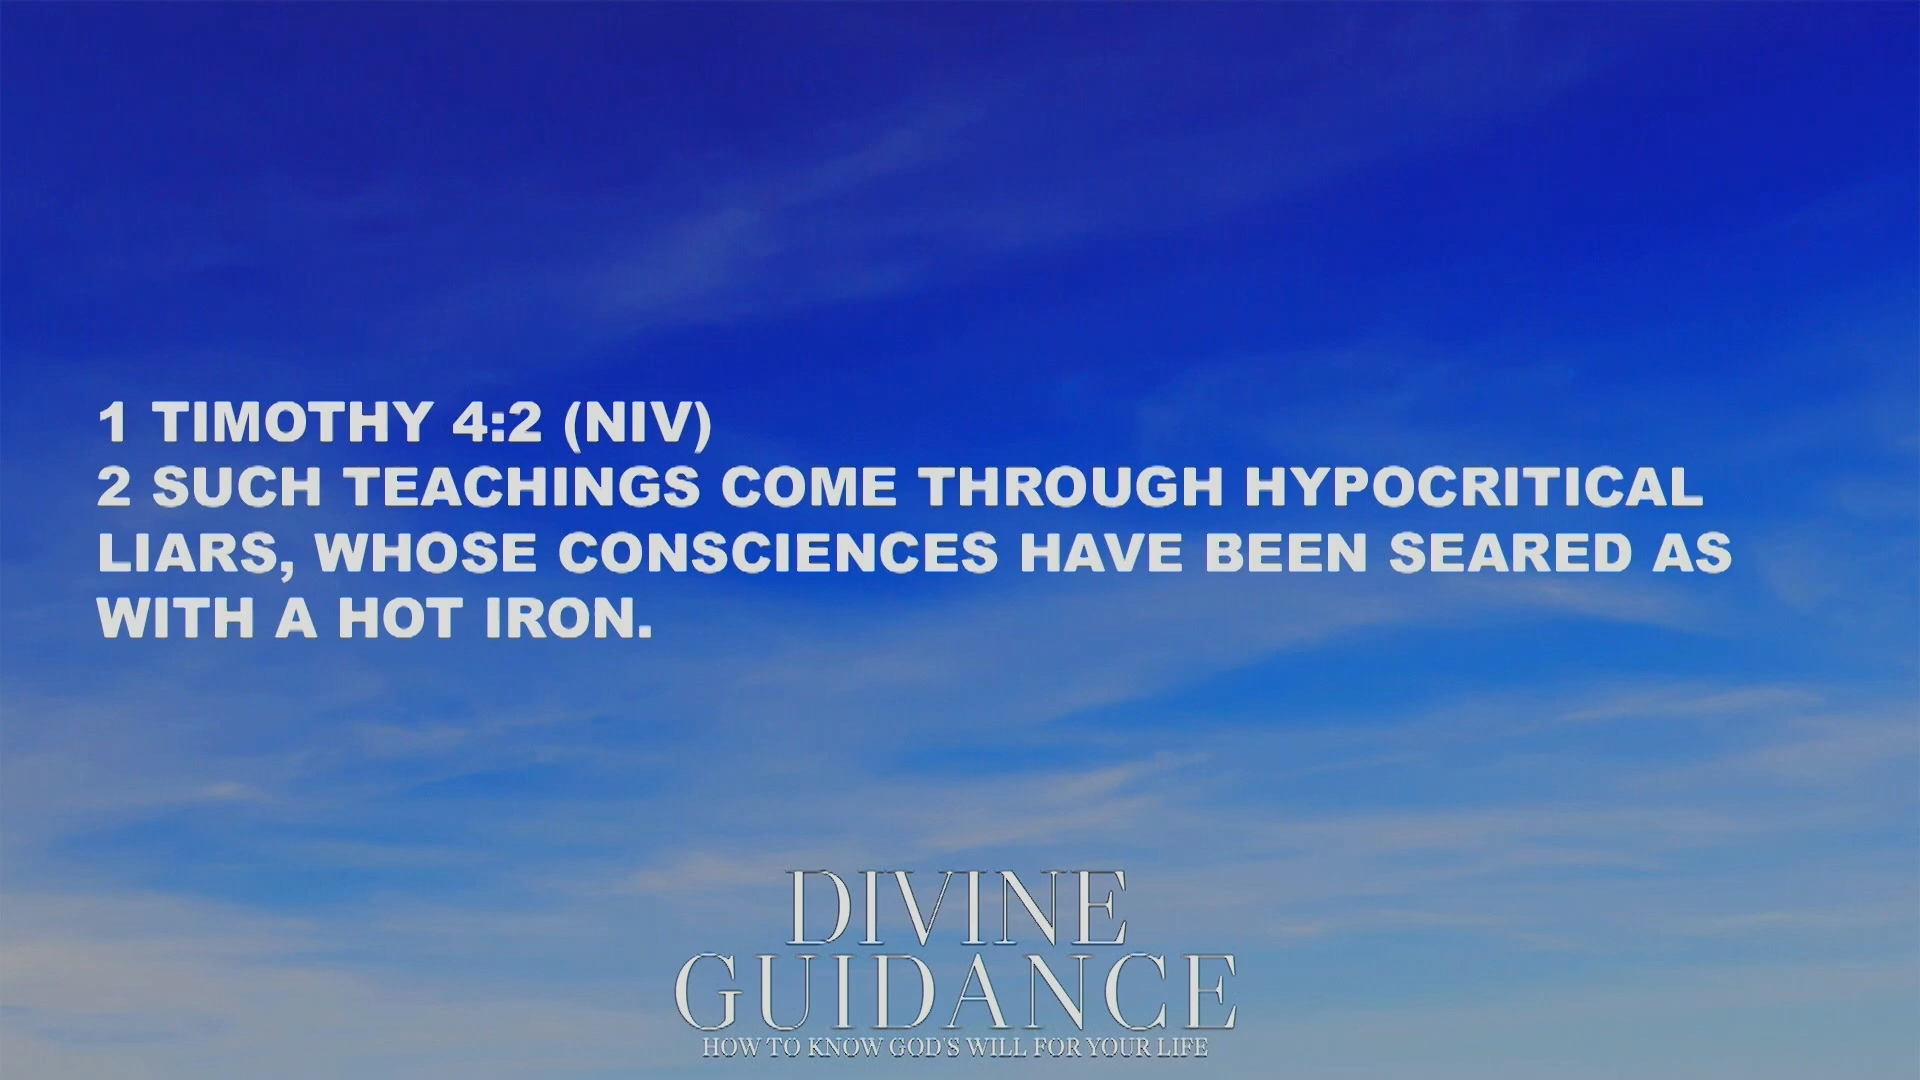 1 TIMOTHY 4:2 (NIV)
2 SUCH TEACHINGS COME THROUGH HYPOCRITICAL
LIARS, WHOSE CONSCIENCES HAVE BEEN SEARED AS
WITH A HOT IRON.
DIVINE
GUIDANCE
HOW TO KNOW GOD'S WILL FOR YOUR LIFE